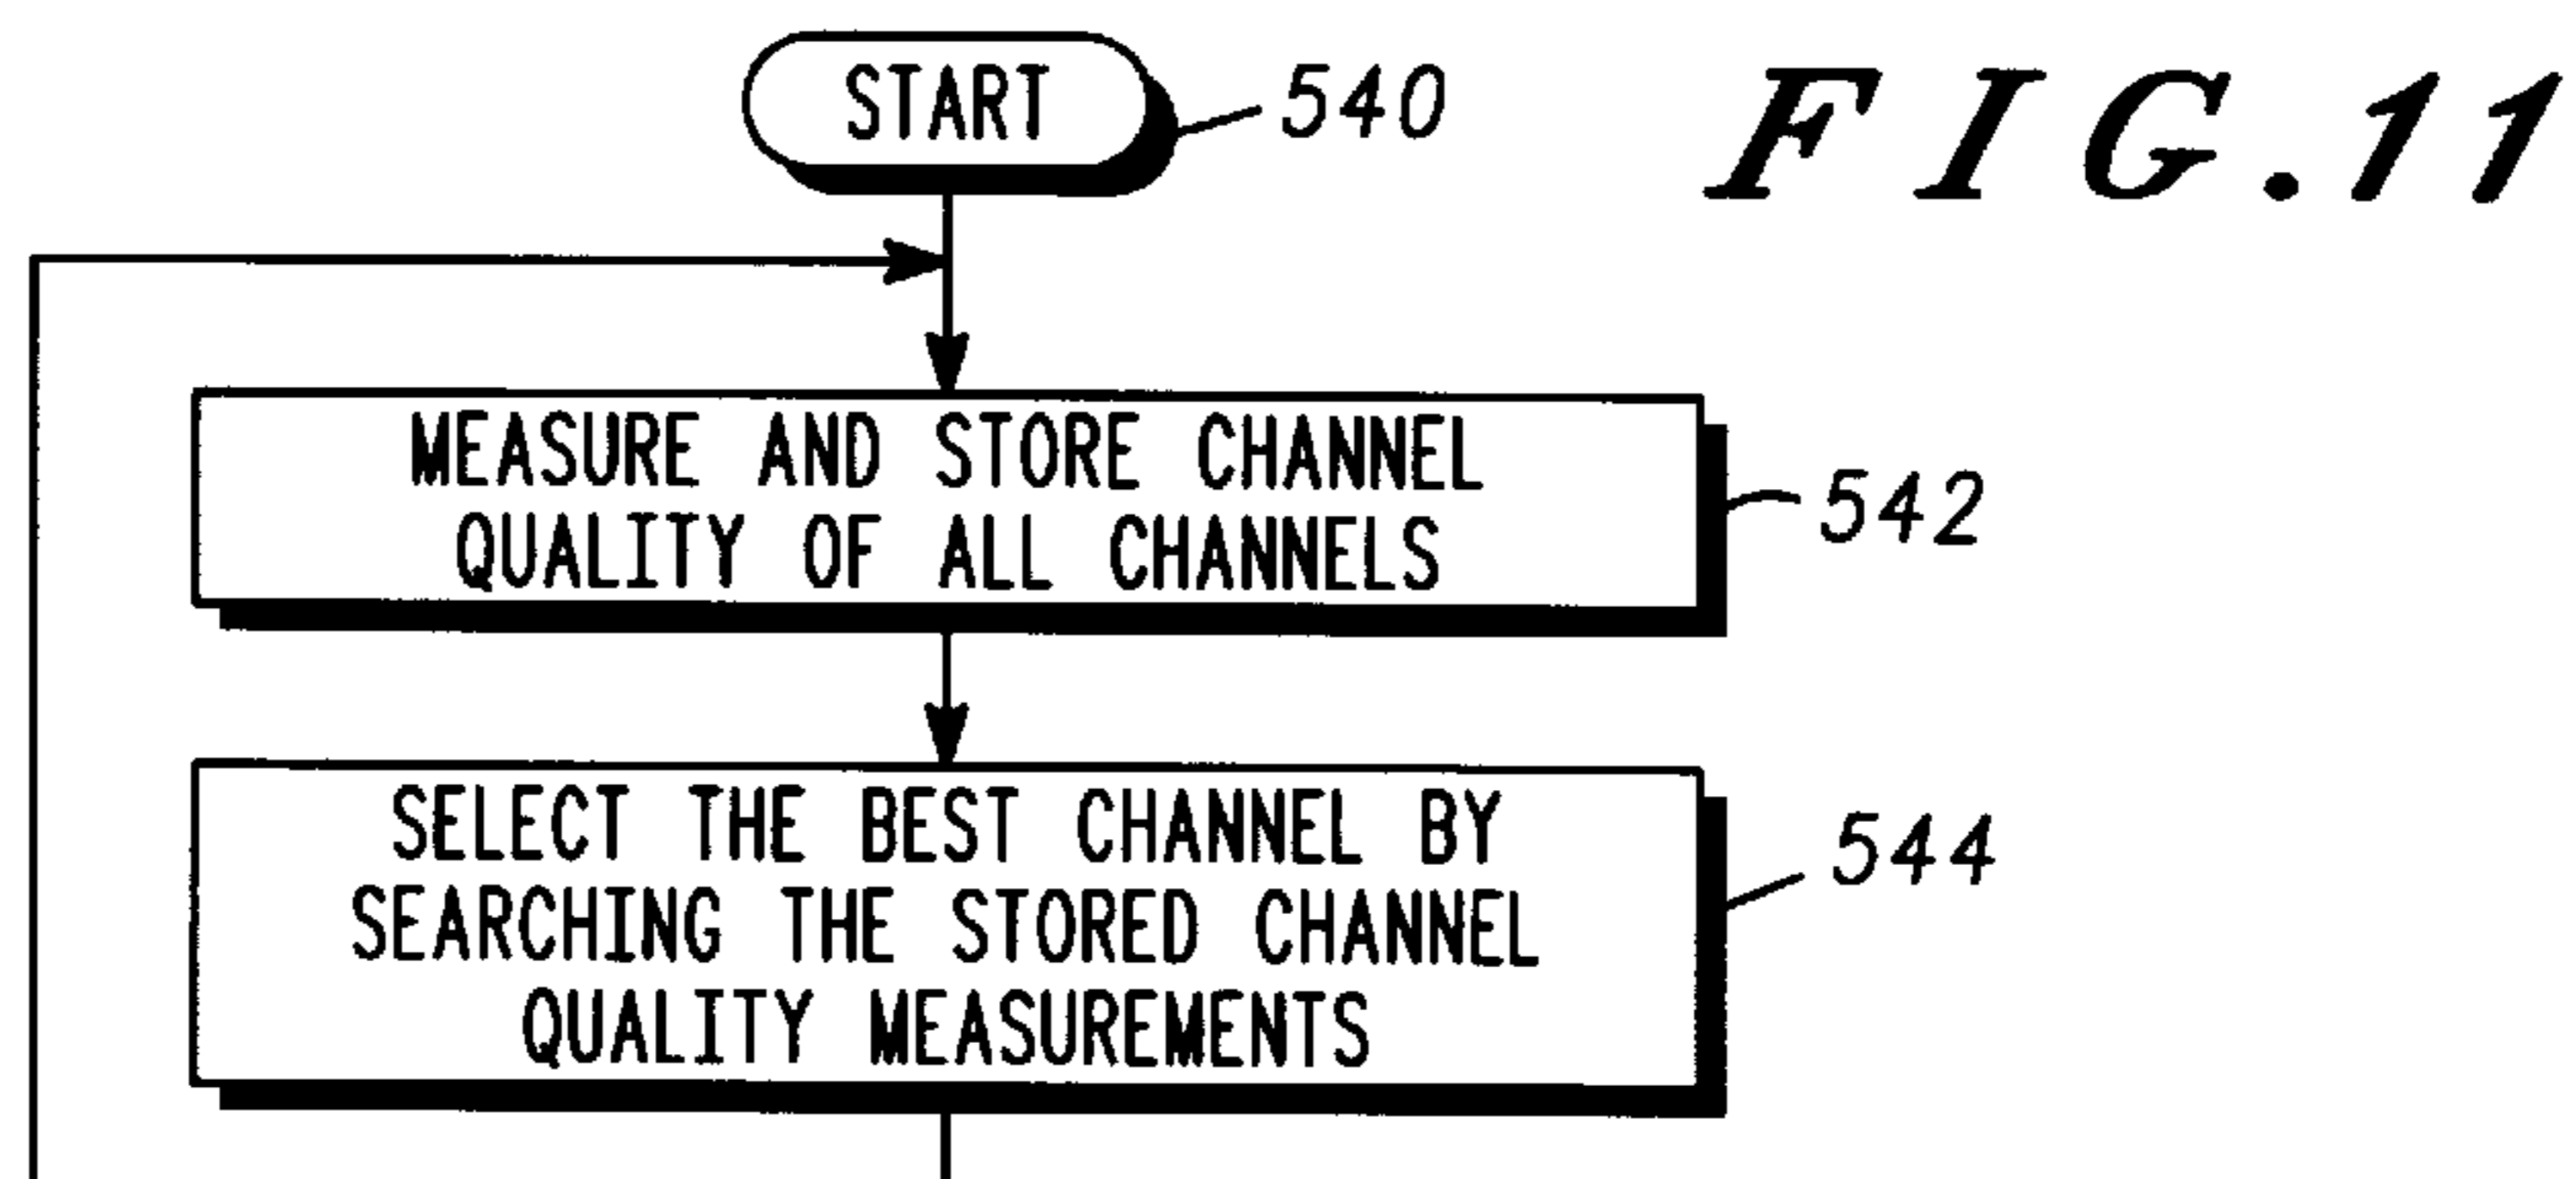 START
540
FIG.11
MEASURE AND STORE CHANNEL
QUALITY OF ALL CHANNELS
542
SELECT THE BEST CHANNEL BY
SEARCHING THE STORED CHANNEL
QUALITY MEASUREMENTS
544